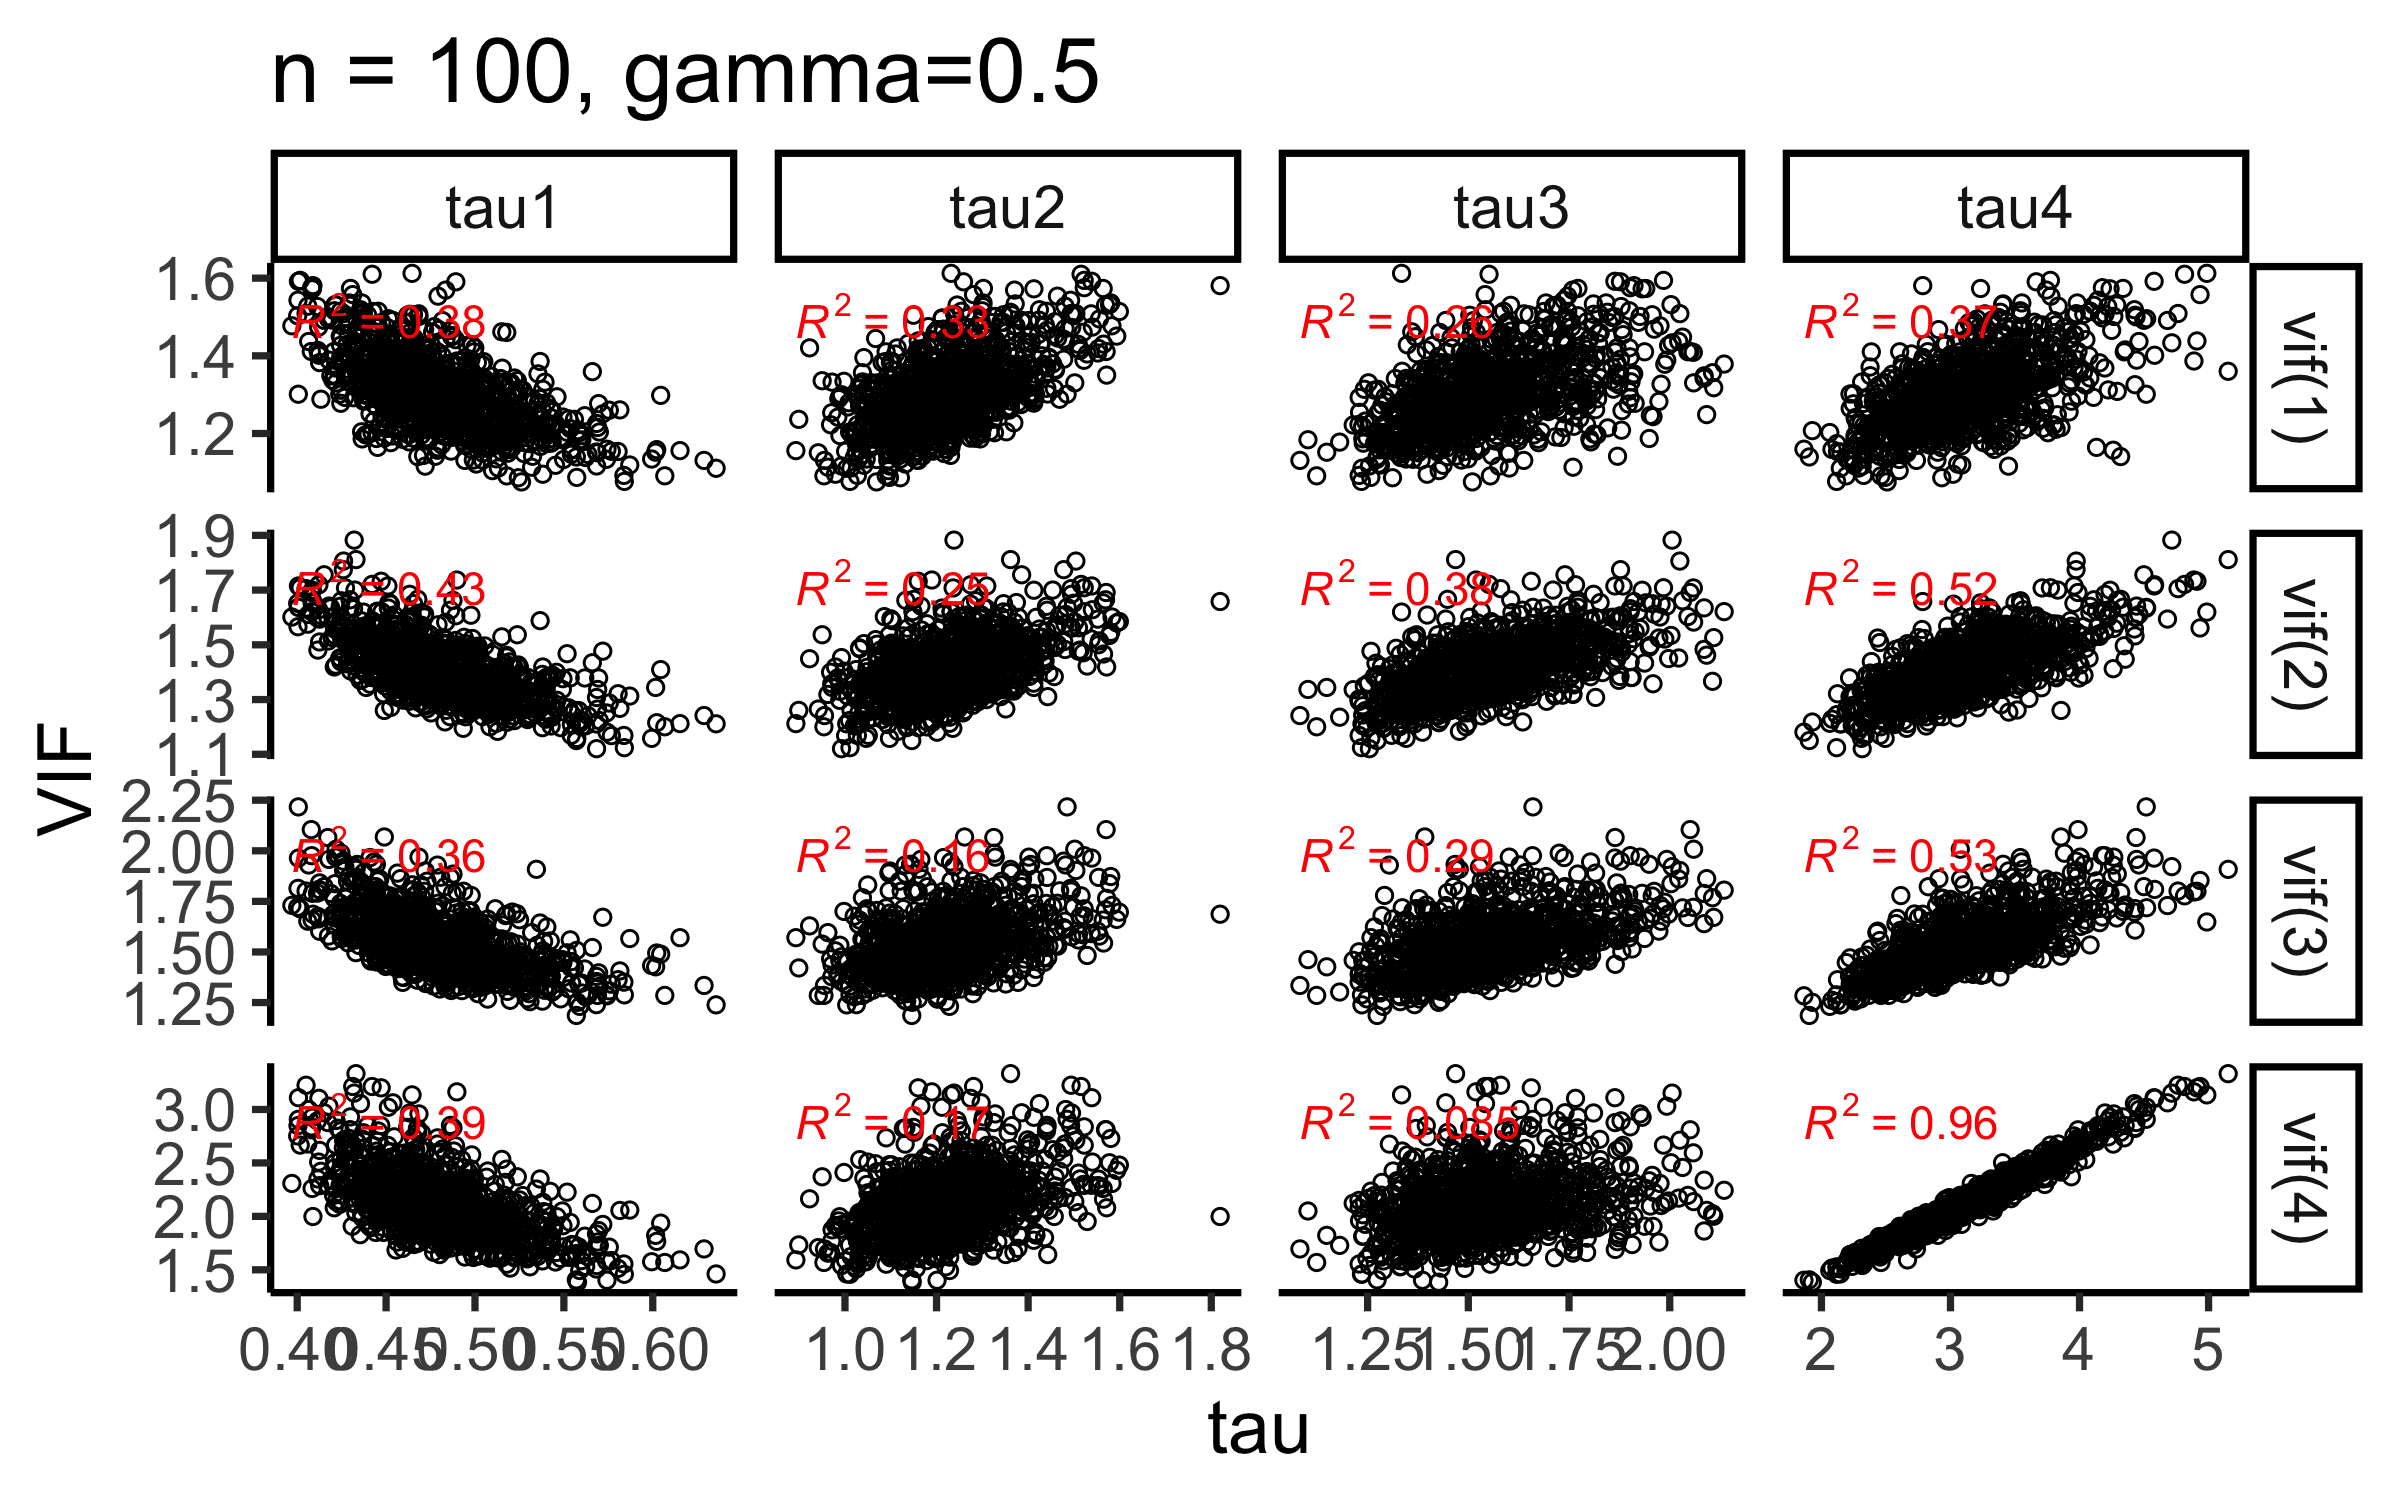 n = 100, gamma=0.5
tau1 tau2 tau3 tau4
1.6
1.4
1.2
R² = 0.38 R² = 0.33 R² = 0.26 R² = 0.37
vif(1)
1.9
1.7
1.5
1.3
1.1
R² = 0.43 R² = 0.25 R² = 0.38 R² = 0.52
vif(2)
VIF
2.25
2.00
1.75
1.50
1.25
R² = 0.36 R² = 0.16 R² = 0.29 R² = 0.53
vif(3)
3.0
2.5
2.0
1.5
R² = 0.39 R² = 0.17 R² = 0.085 R² = 0.96
vif(4)
0.40 0.45 0.50 0.55 0.60 1.0 1.2 1.4 1.6 1.8 1.25 1.50 1.75 2.00 2 3 4 5
tau